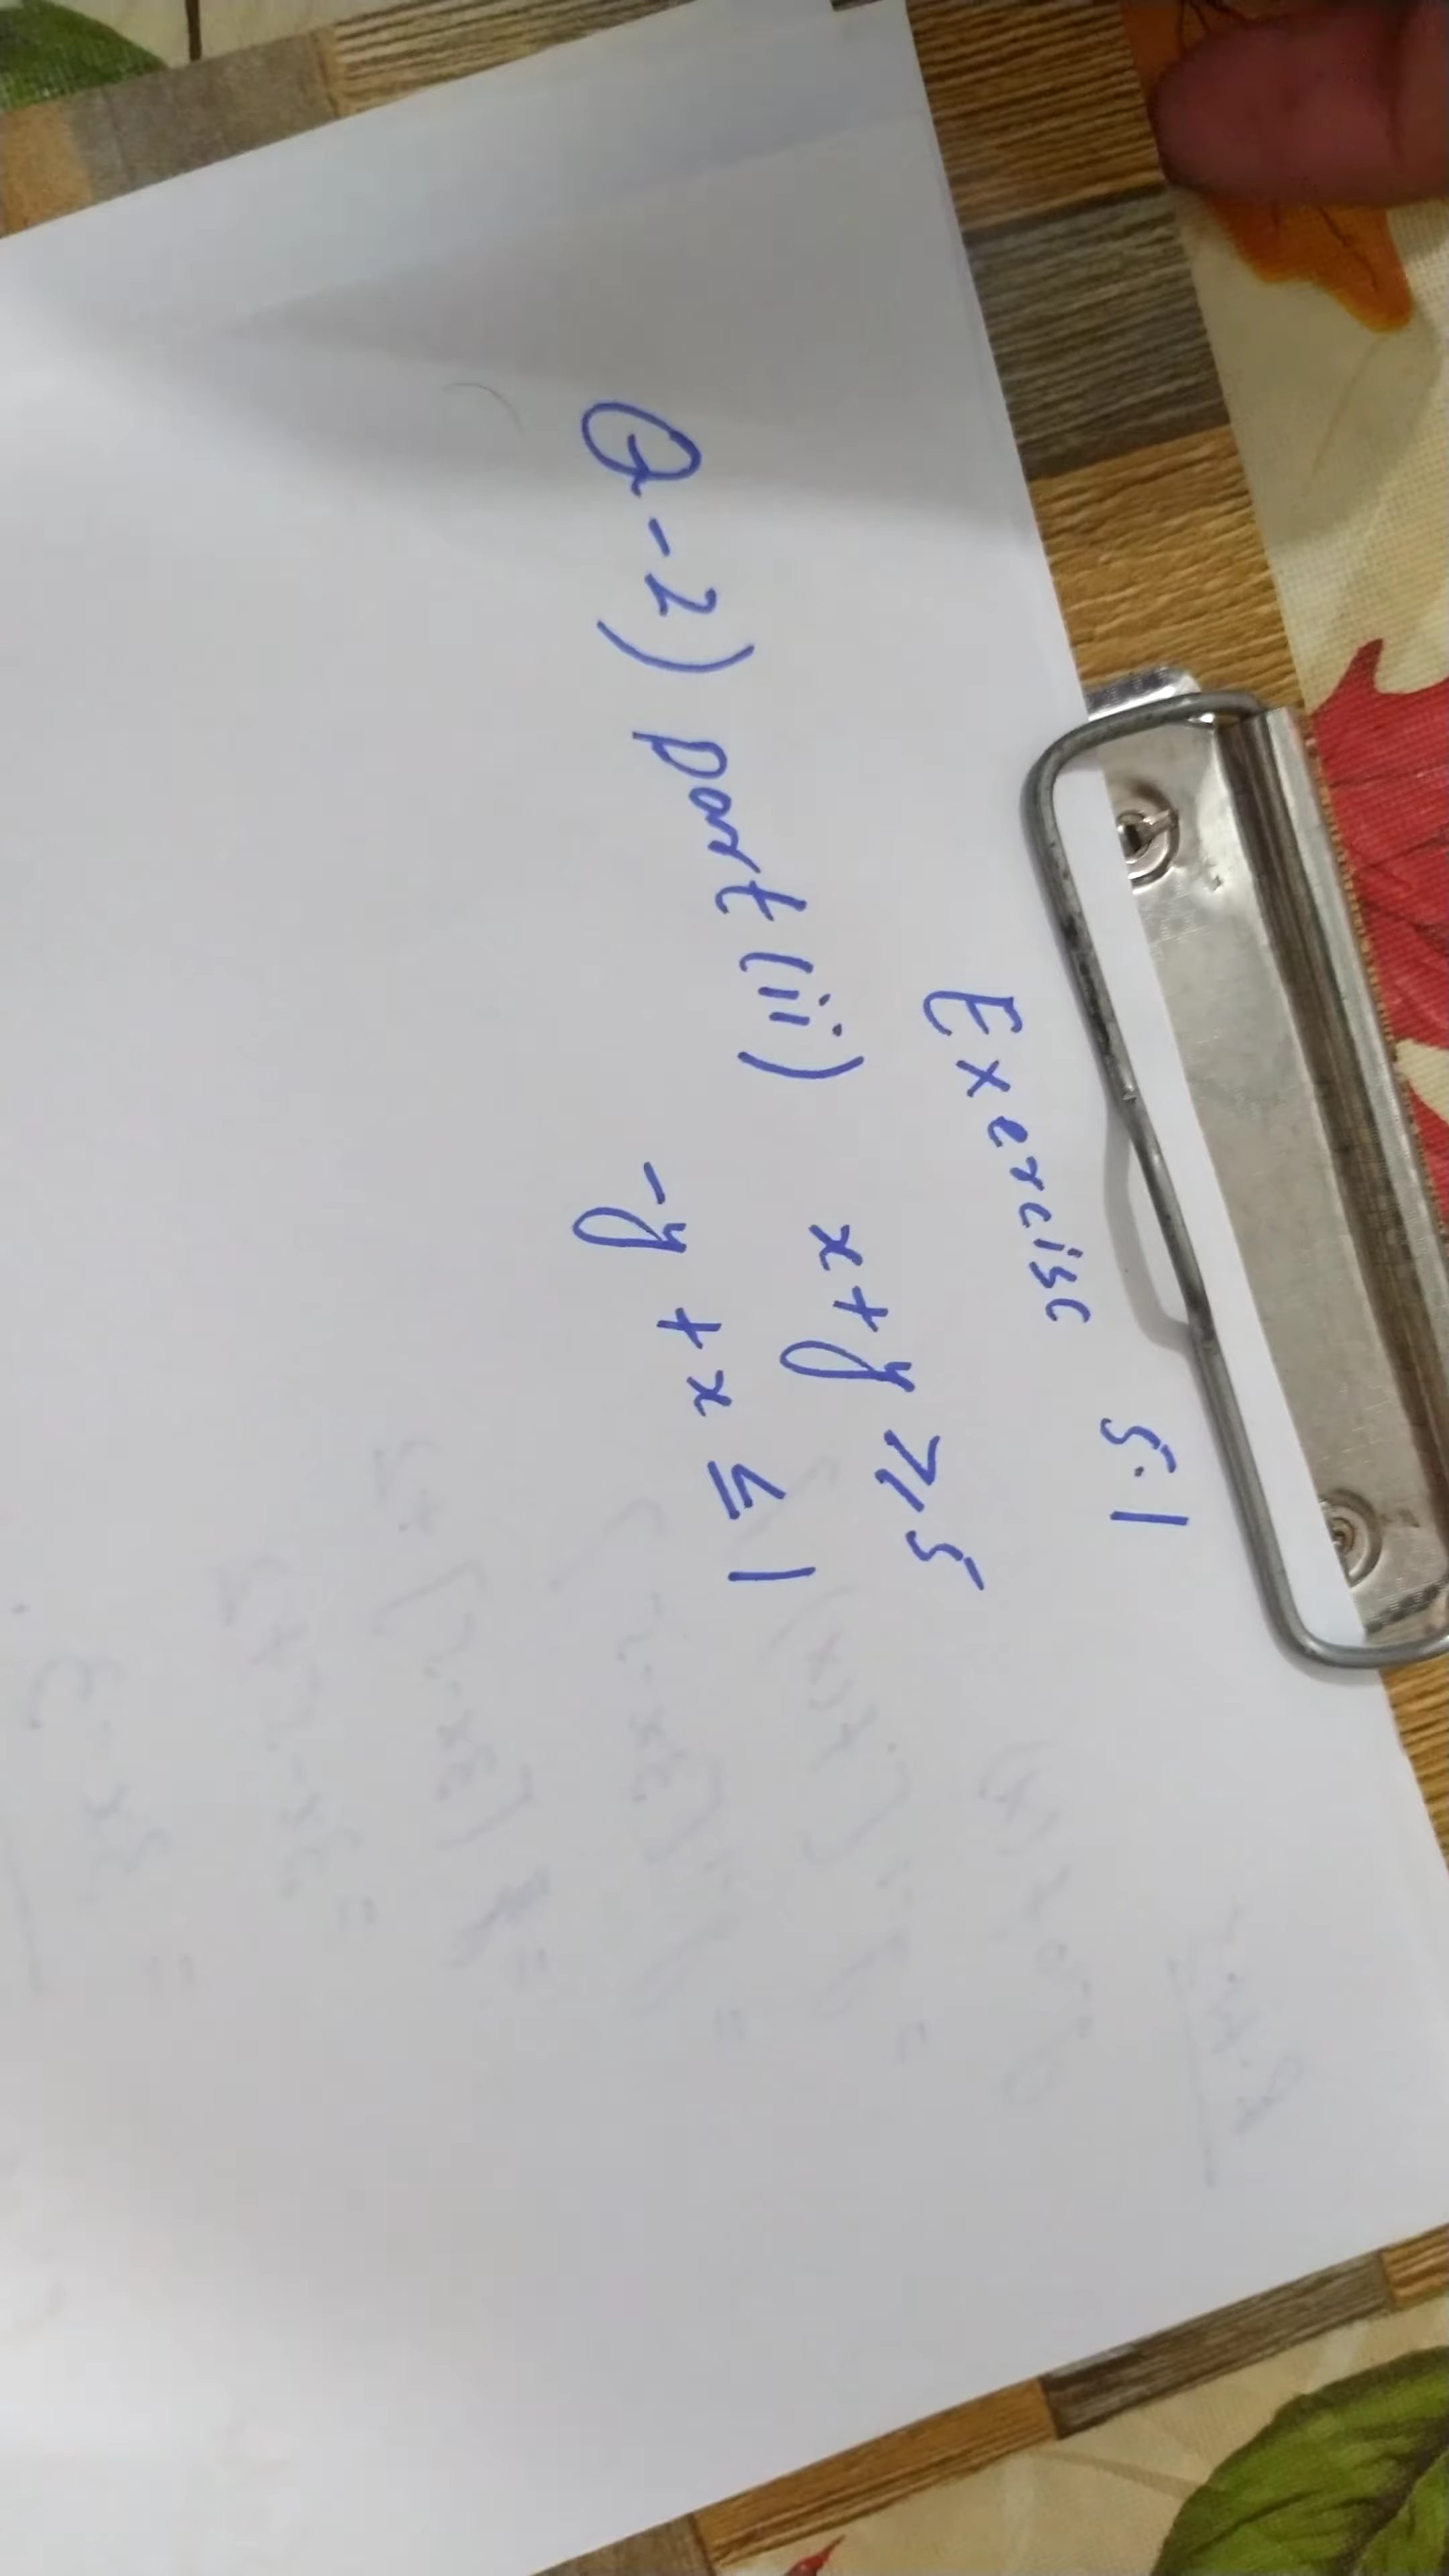 Exercise 5.1
Q-2) part (ii) x+y ≥ 5
-y + x ≤ 1